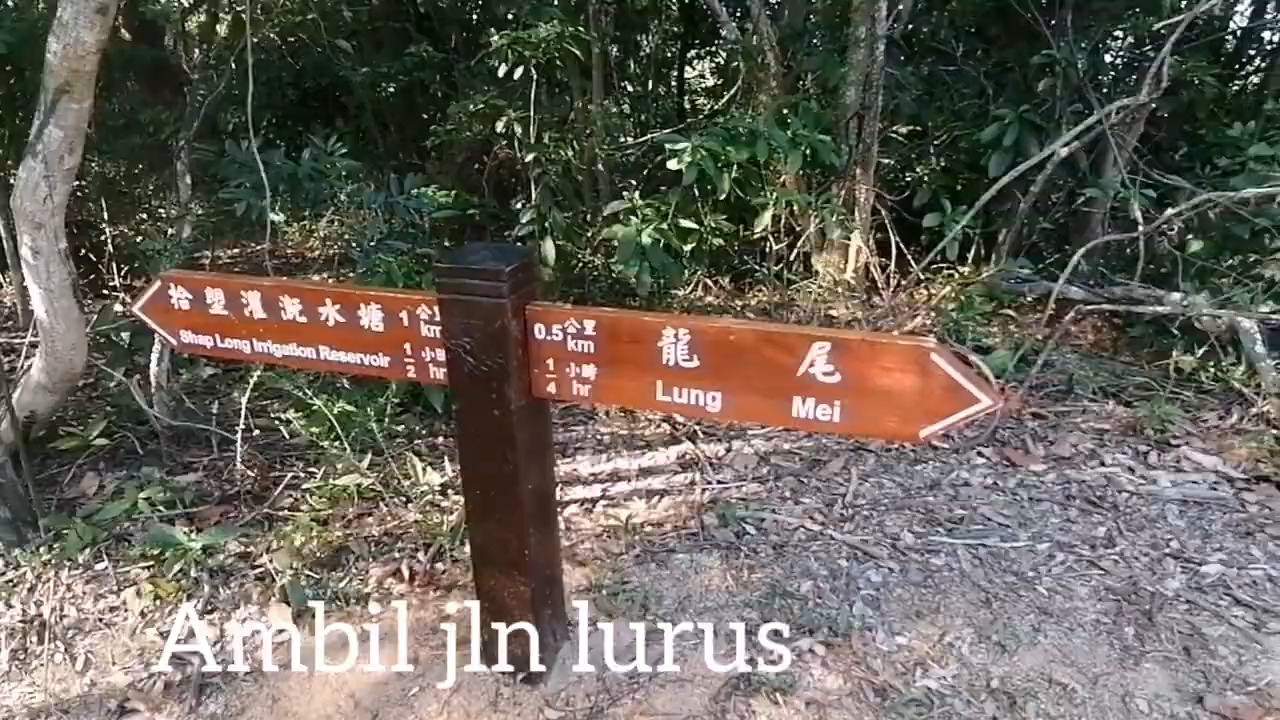 拾塱灌溉水塘 1 公里 km
Shap Long Irrigation Reservoir 1/2 小時 hr
0.5 公里 km 龍尾
1/4 小時 hr Lung Mei
Ambil jln lurus